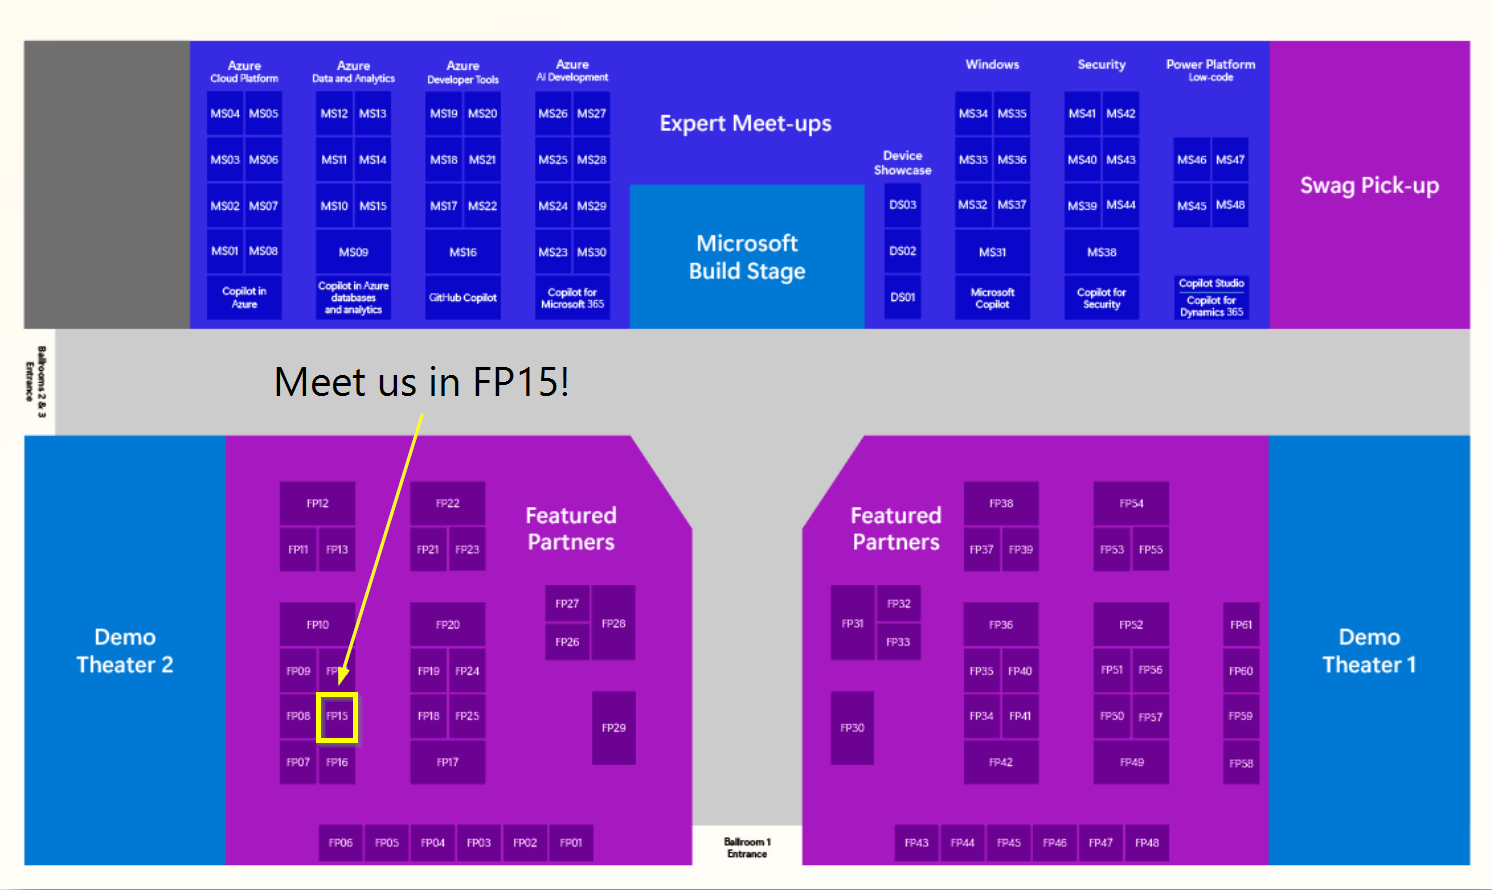 Azure
Cloud Platform
MS04 MS05
MS03 MS06
MS02 MS07
MS01 MS08
Copilot in
Azure
Azure
Data and Analytics
MS12 MS13
MS11 MS14
MS10 MS15
MS09
Copilot in Azure
databases
and analytics
Azure
Developer Tools
MS19 MS20
MS18 MS21
MS17 MS22
MS16
GitHub Copilot
Azure
AI Development
MS26 MS27
MS25 MS28
MS24 MS29
MS23 MS30
Copilot for
Microsoft 365
Expert Meet-ups
Microsoft
Build Stage
Device
Showcase
DS03
DS02
DS01
Windows
MS34 MS35
MS33 MS36
MS32 MS37
MS31
Microsoft
Copilot
Security
MS41 MS42
MS40 MS43
MS39 MS44
MS38
Copilot for
Security
Power Platform
Low-code
MS46 MS47
MS45 MS48
Copilot Studio
Copilot for
Dynamics 365
Swag Pick-up
Ballrooms 2 & 3
Entrance
Meet us in FP15!
Demo
Theater 2
FP12
FP11 FP13
FP10
FP09
FP08 FP15
FP07 FP16
FP22
FP21 FP23
FP20
FP19 FP24
FP18 FP25
FP17
Featured
Partners
FP27
FP26
FP28
FP29
FP06 FP05 FP04 FP03 FP02 FP01
Ballroom 1
Entrance
Featured
Partners
FP31
FP32
FP33
FP30
FP38
FP37 FP39
FP36
FP35 FP40
FP34 FP41
FP42
FP54
FP53 FP55
FP52
FP51 FP56
FP50 FP57
FP49
FP61
FP60
FP59
FP58
FP43 FP44 FP45 FP46 FP47 FP48
Demo
Theater 1